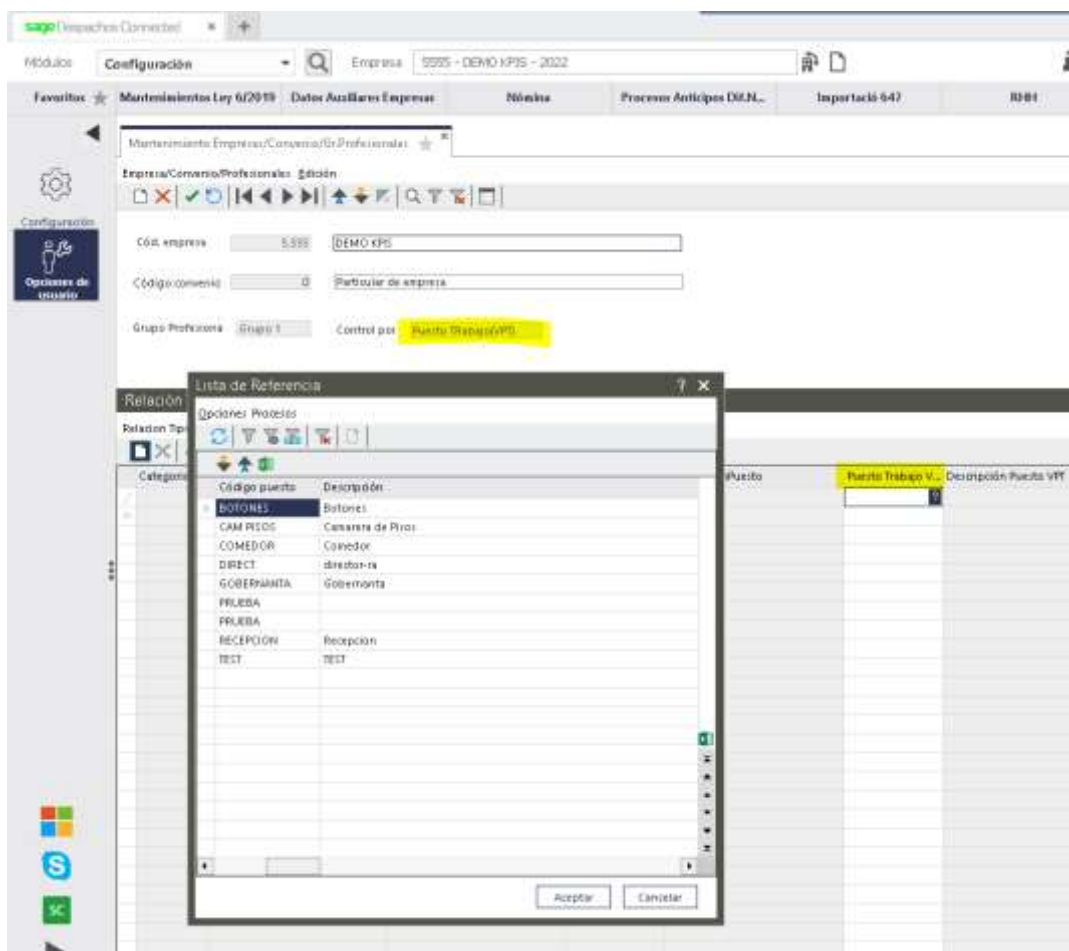 sage Despachos Connected × +
Módulos Configuración Empresa 5555 - DEMO KPIS - 2022
Favoritos Mantenimientos Ley 6/2019 Datos Auxiliares Empresas Nómina Procesos Anticipos Dif.N... Importació 647 RHH
Mantenimiento Empresas/Convenio/Gr.Profesionales ×
Empresa/Convenio/Profesionales Edición
Configuración
Opciones de usuario
Cód. empresa 5.555 DEMO KPIS
Código convenio 0 Particular de empresa
Grupo Profesiona Grupo 1 Control por Puesto Trabajo(VPT)
Lista de Referencia ? ×
Relación
Opciones Procesos
Relacion Tip
Categoria
Código puesto Descripción
Puesto Puesto Trabajo V... Descripción Puesto VPT
BOTONES Botones
CAM PISOS Camarera de Pisos
COMEDOR Comedor
DIRECT director-ra
GOBERNANTA Gobernanta
PRUEBA
PRUEBA
RECEPCION Recepcion
TEST TEST
Aceptar Cancelar
S
SC